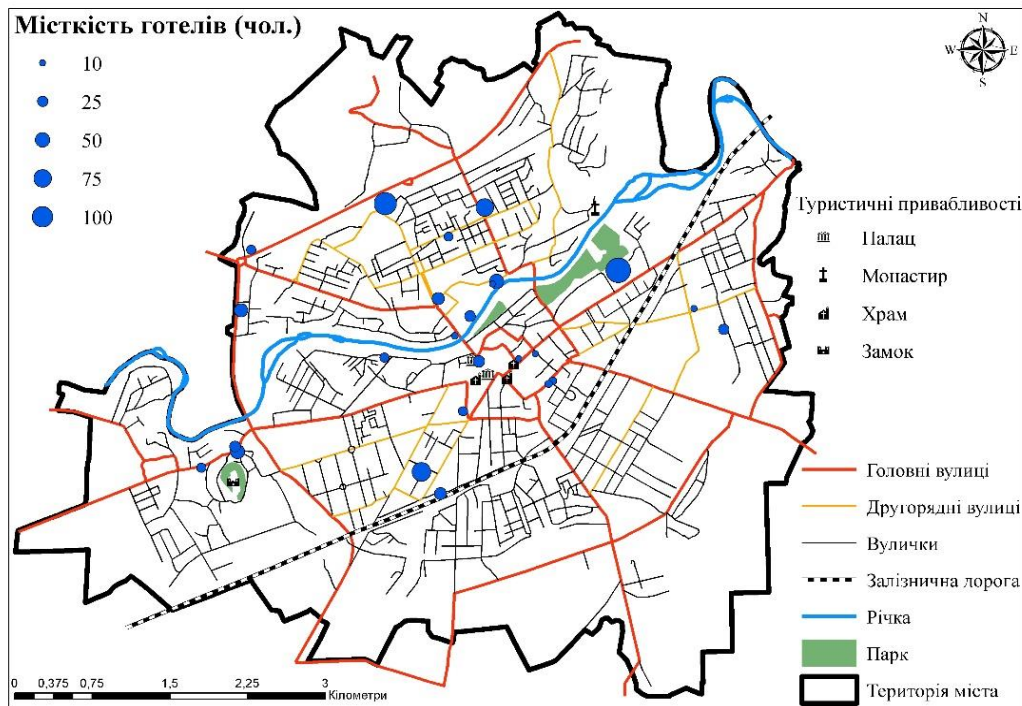 Місткість готелів (чол.)
10
25
50
75
100
N
W E
S
Туристичні привабливості
Палац
Монастир
Храм
Замок
Головні вулиці
Другорядні вулиці
Вулички
Залізнична дорога
Річка
Парк
Територія міста
0 0,375 0,75 1,5 2,25 3
Кілометри